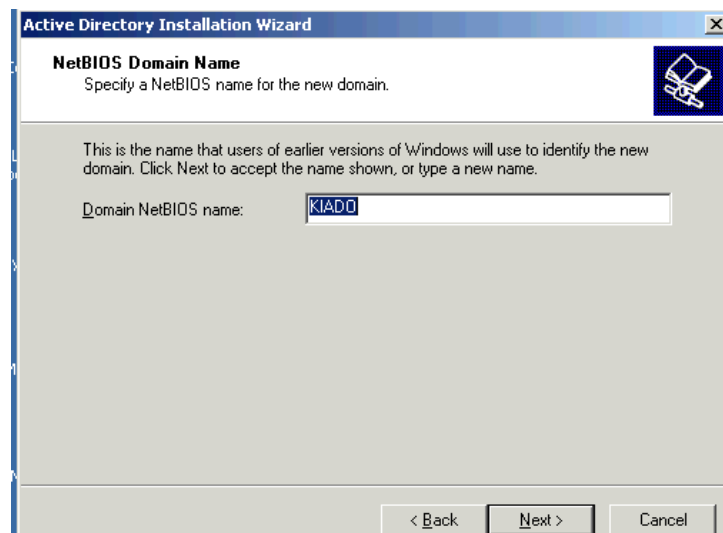 Active Directory Installation Wizard
NetBIOS Domain Name
Specify a NetBIOS name for the new domain.
This is the name that users of earlier versions of Windows will use to identify the new
domain. Click Next to accept the name shown, or type a new name.
Domain NetBIOS name:
KIADO
< Back
Next >
Cancel